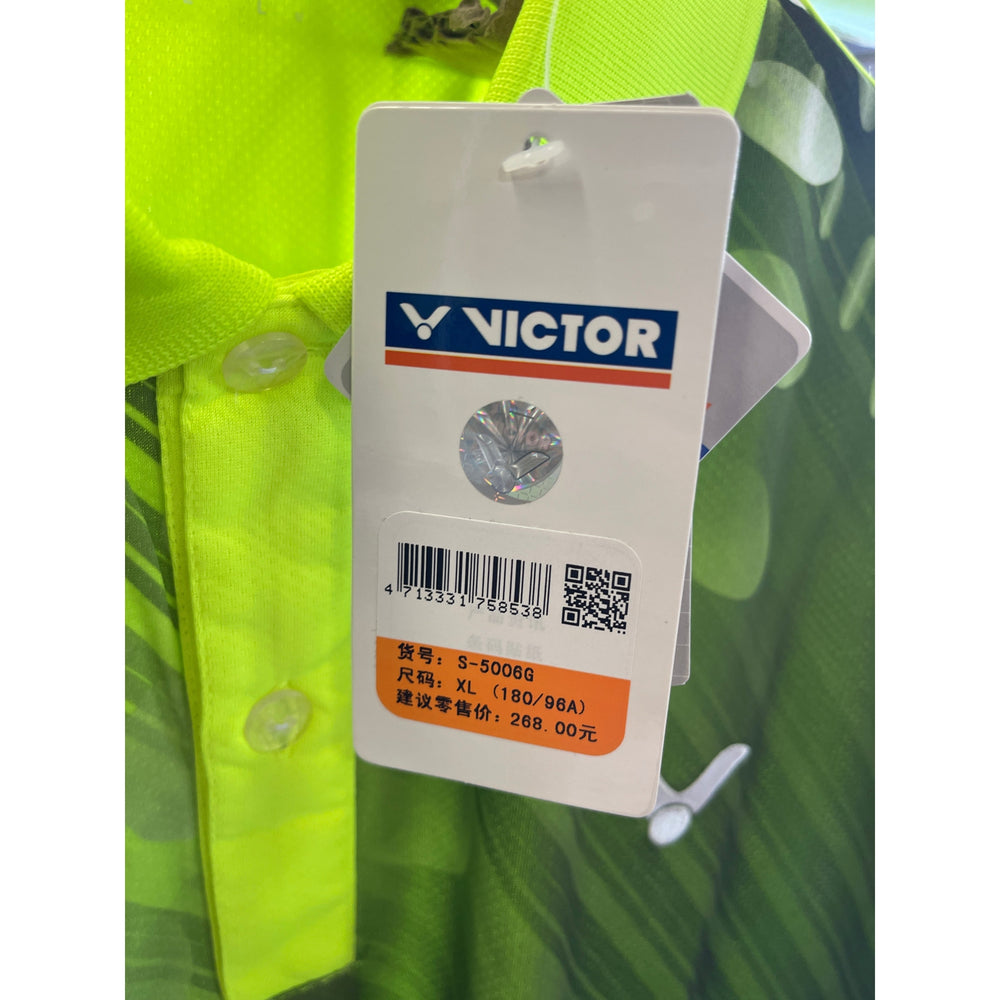 VICTOR
4 713331 758538
货号：S-5006G
尺码：XL（180/96A）
建议零售价：268.00元